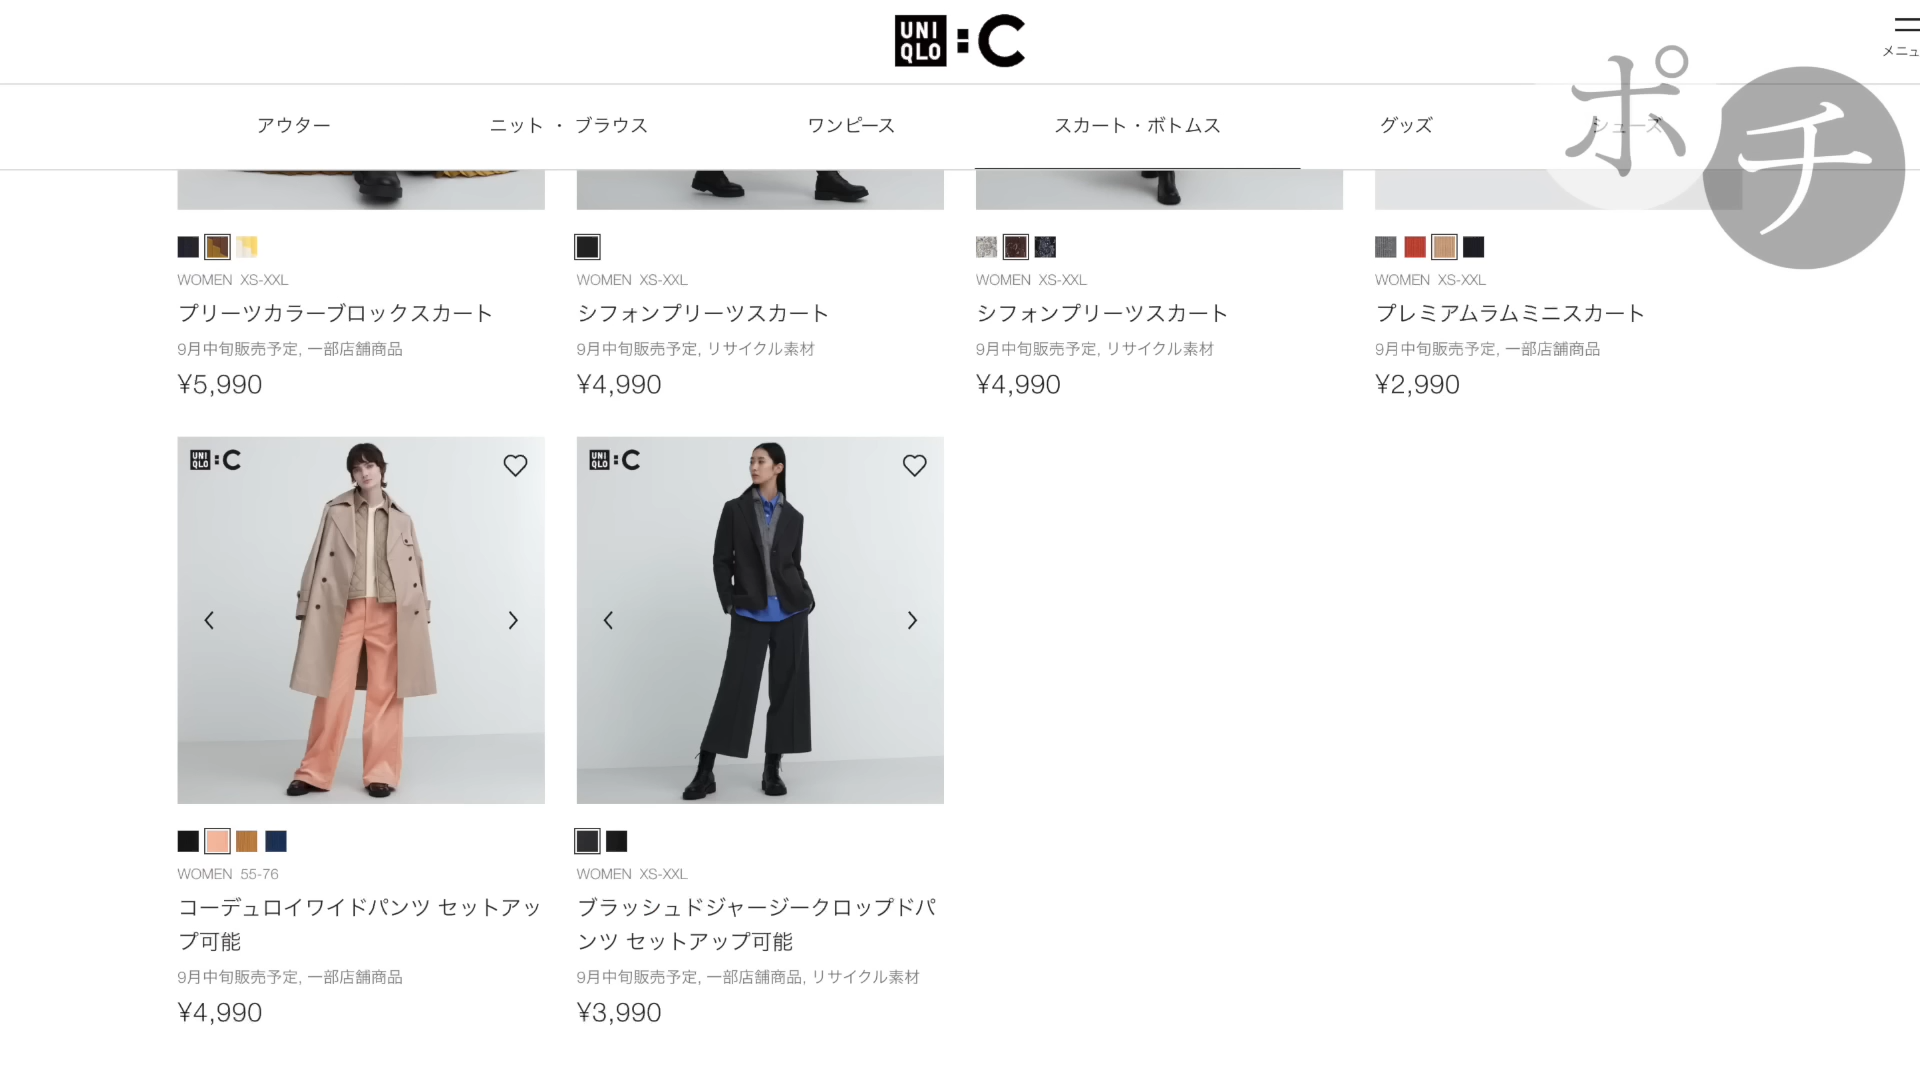 UNI QLO : C
メニュ
アウター
ニット ・ ブラウス
ワンピース
スカート・ボトムス
グッズ
シューズ
ポチ
WOMEN XS-XXL
プリーツカラーブロックスカート
9月中旬販売予定, 一部店舗商品
¥5,990
WOMEN XS-XXL
シフォンプリーツスカート
9月中旬販売予定, リサイクル素材
¥4,990
WOMEN XS-XXL
シフォンプリーツスカート
9月中旬販売予定, リサイクル素材
¥4,990
WOMEN XS-XXL
プレミアムラムミニスカート
9月中旬販売予定, 一部店舗商品
¥2,990
UNI QLO : C
WOMEN 55-76
コーデュロイワイドパンツ セットアッ
プ可能
9月中旬販売予定, 一部店舗商品
¥4,990
UNI QLO : C
WOMEN XS-XXL
ブラッシュドジャージークロップドパ
ンツ セットアップ可能
9月中旬販売予定, 一部店舗商品, リサイクル素材
¥3,990